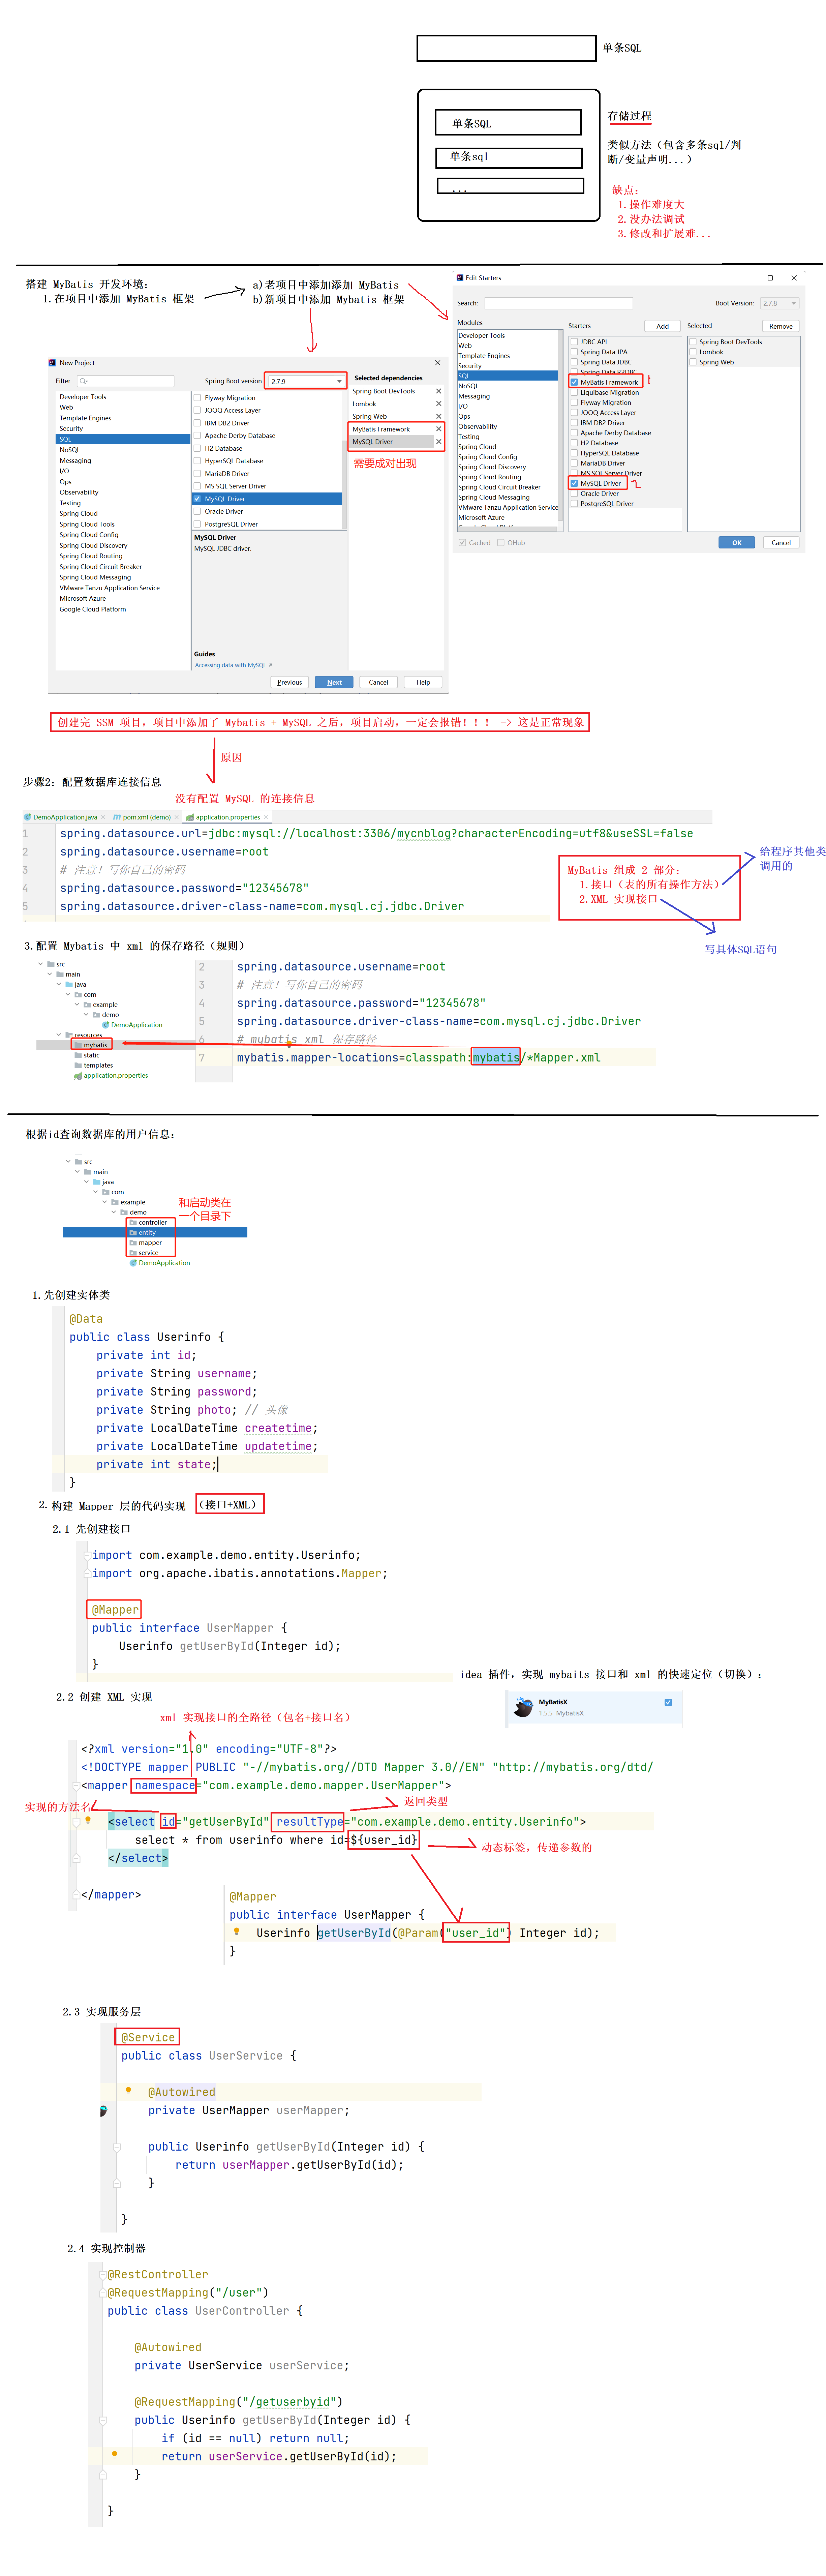 单条SQL
单条SQL
单条sql
...
存储过程
类似方法（包含多条sql/判
断/变量声明...）
缺点：
1.操作难度大
2.没办法调试
3.修改和扩展难...
搭建 MyBatis 开发环境：
1.在项目中添加 MyBatis 框架
a)老项目中添加添加 MyBatis
b)新项目中添加 Mybatis 框架
Edit Starters
Search:
Boot Version: 2.7.8
Modules
Developer Tools
Web
Template Engines
Security
SQL
NoSQL
Messaging
I/O
Ops
Observability
Testing
Spring Cloud
Spring Cloud Config
Spring Cloud Discovery
Spring Cloud Routing
Spring Cloud Circuit Breaker
Spring Cloud Messaging
VMware Tanzu Application Service
Microsoft Azure
Google Cloud Platform
Starters
Add
JDBC API
Spring Data JPA
Spring Data JDBC
Spring Data R2DBC
MyBatis Framework
Liquibase Migration
Flyway Migration
JOOQ Access Layer
IBM DB2 Driver
Apache Derby Database
H2 Database
HyperSQL Database
MariaDB Driver
MS SQL Server Driver
MySQL Driver
Oracle Driver
PostgreSQL Driver
Selected
Remove
Spring Boot DevTools
Lombok
Spring Web
Cached
OHub
OK
Cancel
New Project
Filter
Spring Boot version 2.7.9
Developer Tools
Web
Template Engines
Security
SQL
NoSQL
Messaging
I/O
Ops
Observability
Testing
Spring Cloud
Spring Cloud Tools
Spring Cloud Config
Spring Cloud Discovery
Spring Cloud Routing
Spring Cloud Circuit Breaker
Spring Cloud Messaging
VMware Tanzu Application Service
Microsoft Azure
Google Cloud Platform
Flyway Migration
JOOQ Access Layer
IBM DB2 Driver
Apache Derby Database
H2 Database
HyperSQL Database
MariaDB Driver
MS SQL Server Driver
MySQL Driver
Oracle Driver
PostgreSQL Driver
MySQL Driver
MySQL JDBC driver.
Guides
Accessing data with MySQL ↗
Selected dependencies
Spring Boot DevTools
Lombok
Spring Web
MyBatis Framework
MySQL Driver
需要成对出现
Previous
Next
Cancel
Help
创建完 SSM 项目，项目中添加了 Mybatis + MySQL 之后，项目启动，一定会报错！！！ -> 这是正常现象
原因
步骤2：配置数据库连接信息
没有配置 MySQL 的连接信息
DemoApplication.java
pom.xml (demo)
application.properties
1 spring.datasource.url=jdbc:mysql://localhost:3306/mycnblog?characterEncoding=utf8&useSSL=false
2 spring.datasource.username=root
3 # 注意！写你自己的密码
4 spring.datasource.password="12345678"
5 spring.datasource.driver-class-name=com.mysql.cj.jdbc.Driver
MyBatis 组成 2 部分：
1.接口（表的所有操作方法）
2.XML 实现接口
给程序其他类
调用的
写具体SQL语句
3.配置 Mybatis 中 xml 的保存路径（规则）
src
main
java
com
example
demo
DemoApplication
resources
mybatis
static
templates
application.properties
2 spring.datasource.username=root
3 # 注意！写你自己的密码
4 spring.datasource.password="12345678"
5 spring.datasource.driver-class-name=com.mysql.cj.jdbc.Driver
6 # mybatis xml 保存路径
7 mybatis.mapper-locations=classpath:mybatis/*Mapper.xml
根据id查询数据库的用户信息：
src
main
java
com
example
demo
controller
entity
mapper
service
DemoApplication
和启动类在
一个目录下
1.先创建实体类
@Data
public class Userinfo {
private int id;
private String username;
private String password;
private String photo; // 头像
private LocalDateTime createtime;
private LocalDateTime updatetime;
private int state;
}
2.构建 Mapper 层的代码实现 （接口+XML）
2.1 先创建接口
import com.example.demo.entity.Userinfo;
import org.apache.ibatis.annotations.Mapper;
@Mapper
public interface UserMapper {
Userinfo getUserById(Integer id);
}
idea 插件，实现 mybaits 接口和 xml 的快速定位（切换）：
MyBatisX
1.5.5 MybatisX
2.2 创建 XML 实现
xml 实现接口的全路径（包名+接口名）
<?xml version="1.0" encoding="UTF-8"?>
<!DOCTYPE mapper PUBLIC "-//mybatis.org//DTD Mapper 3.0//EN" "http://mybatis.org/dtd/
<mapper namespace="com.example.demo.mapper.UserMapper">
实现的方法名
返回类型
<select id="getUserById" resultType="com.example.demo.entity.Userinfo">
select * from userinfo where id=${user_id}
动态标签，传递参数的
</select>
</mapper>
@Mapper
public interface UserMapper {
Userinfo getUserById(@Param("user_id") Integer id);
}
2.3 实现服务层
@Service
public class UserService {
@Autowired
private UserMapper userMapper;
public Userinfo getUserById(Integer id) {
return userMapper.getUserById(id);
}
}
2.4 实现控制器
@RestController
@RequestMapping("/user")
public class UserController {
@Autowired
private UserService userService;
@RequestMapping("/getuserbyid")
public Userinfo getUserById(Integer id) {
if (id == null) return null;
return userService.getUserById(id);
}
}